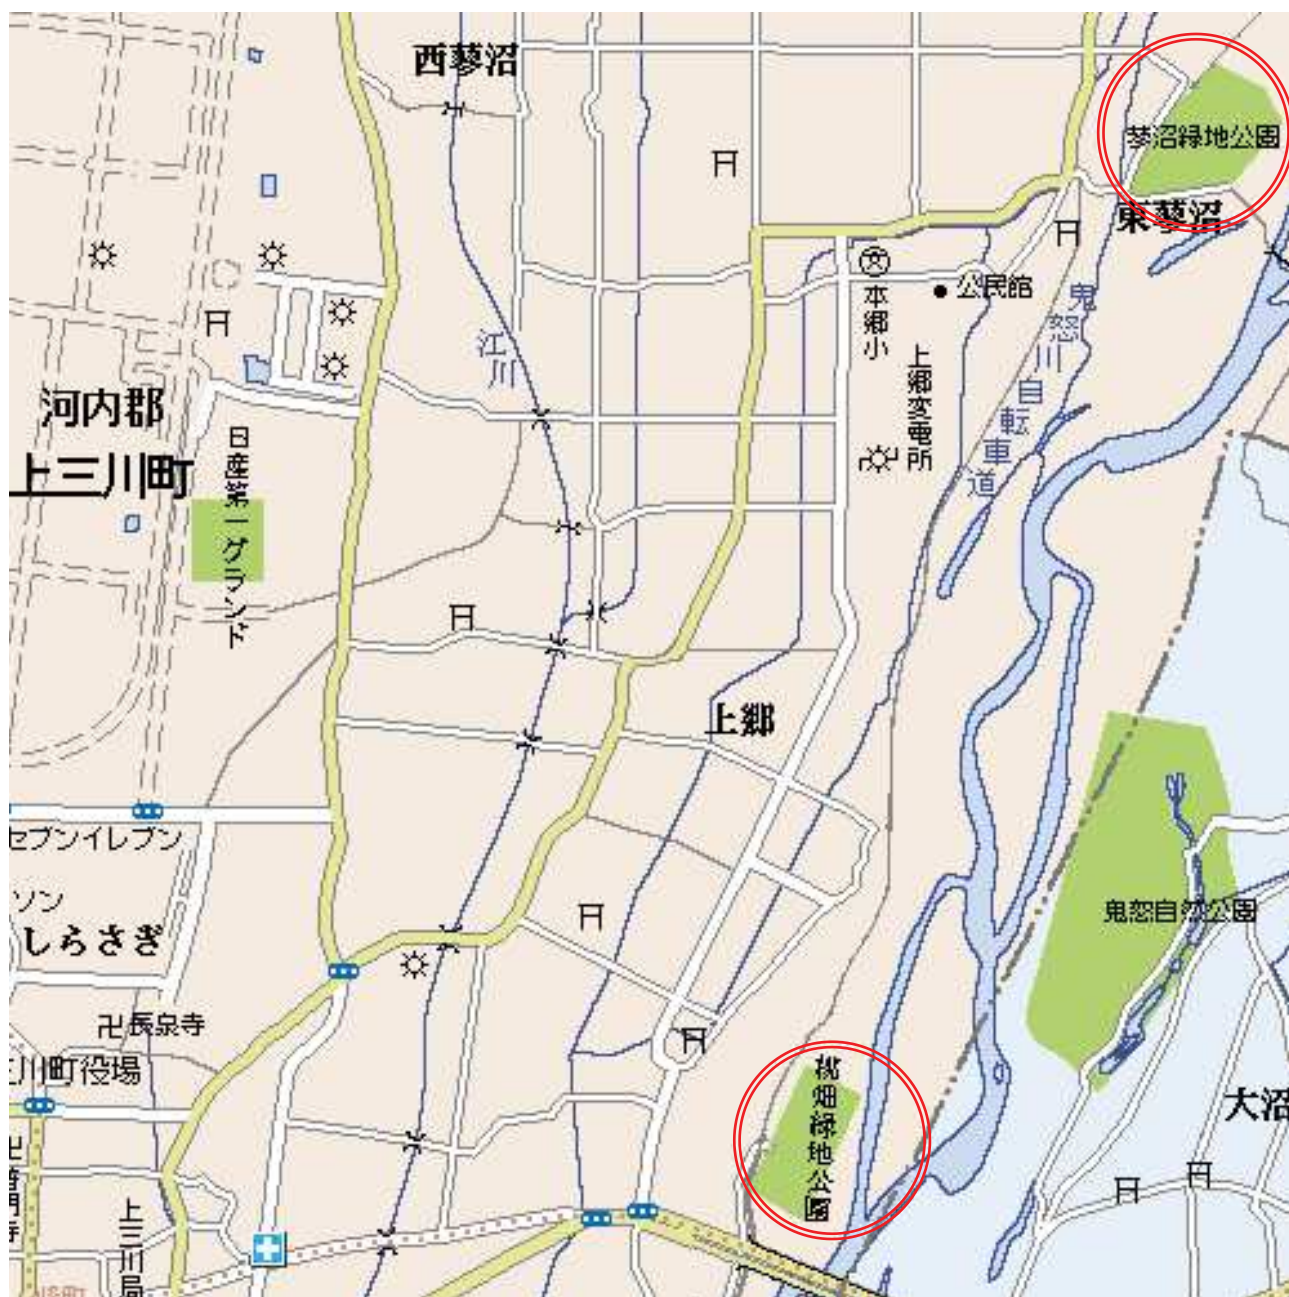 西蓼沼
蓼沼緑地公園
東蓼沼
公民館
本郷小
上郷変電所
鬼怒川自転車道
江川
河内郡
上三川町
日産第一グランド
上郷
セブンイレブン
ソン
しらさぎ
鬼怒自然公園
卍長泉寺
川町役場
桃畑緑地公園
大沼
上三川局